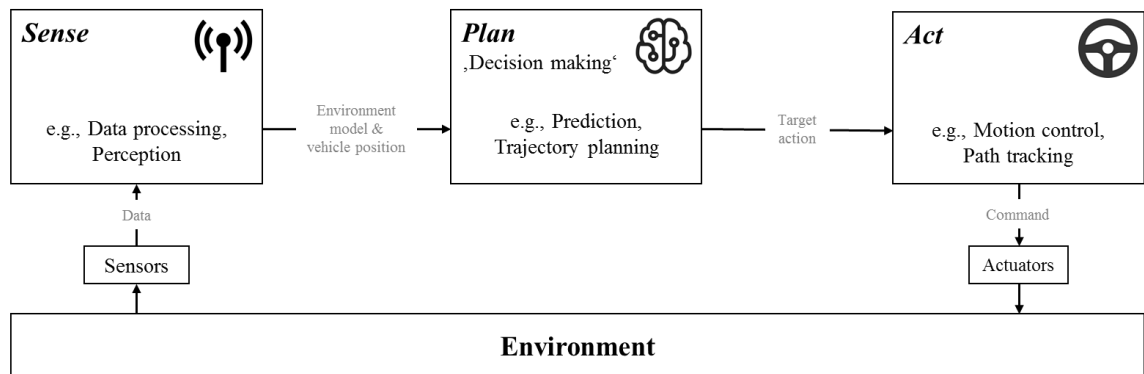 Sense
e.g., Data processing,
Perception
Environment
model &
vehicle position
Plan
‚Decision making‘
e.g., Prediction,
Trajectory planning
Target
action
Act
e.g., Motion control,
Path tracking
Data
Sensors
Command
Actuators
Environment